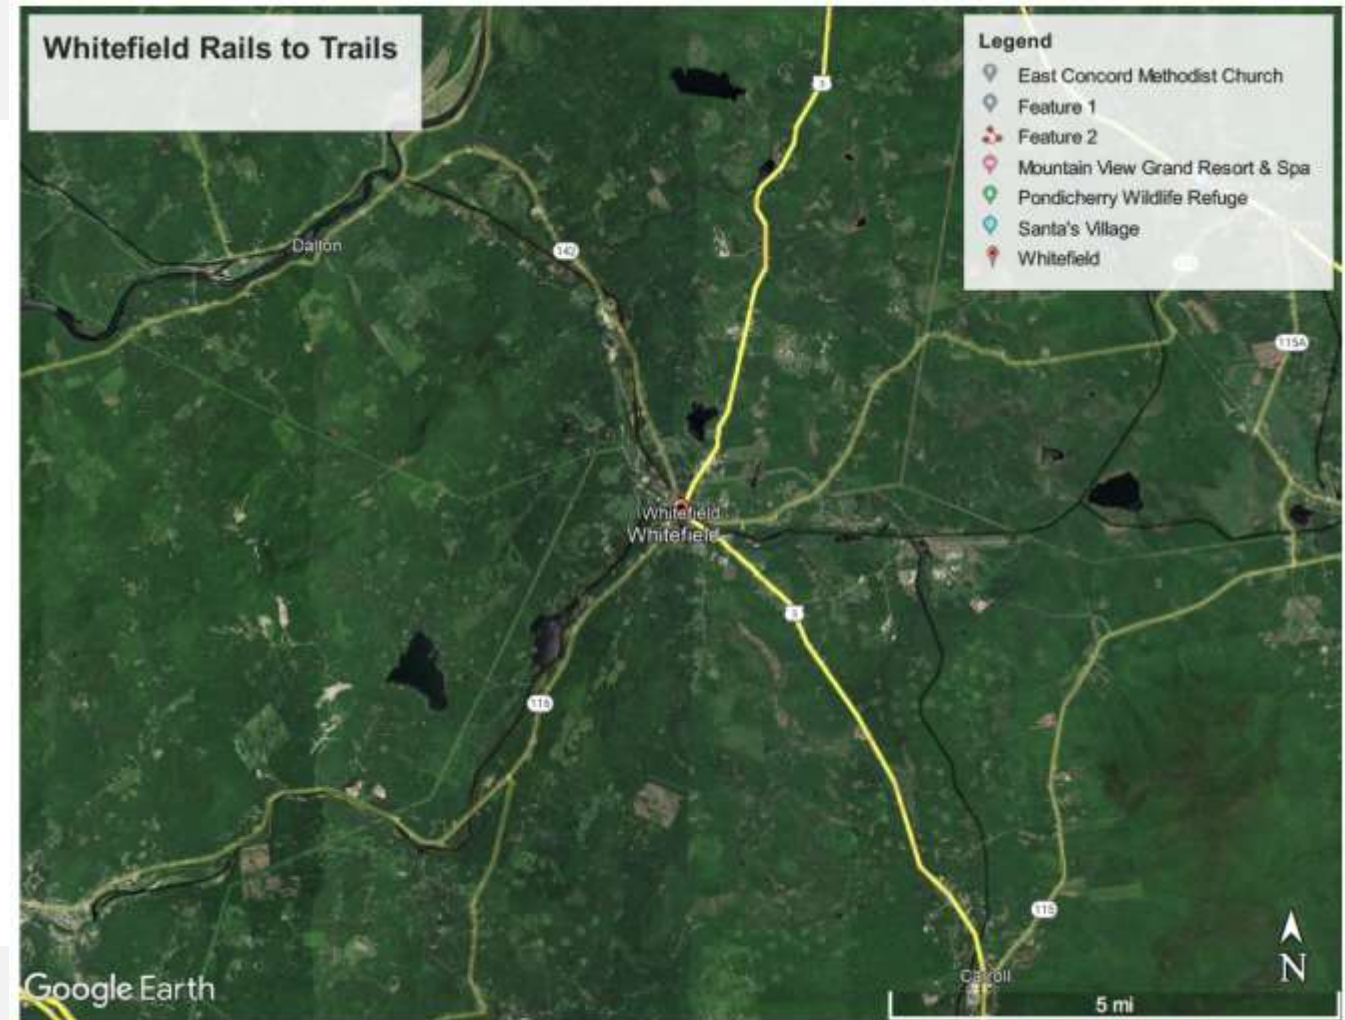 Whitefield Rails to Trails
Legend
East Concord Methodist Church
Feature 1
Feature 2
Mountain View Grand Resort & Spa
Pondicherry Wildlife Refuge
Santa's Village
Whitefield
3
142
Dalton
115A
Whitefield
Whitefield
3
116
115
Carroll
Google Earth
N
5 mi